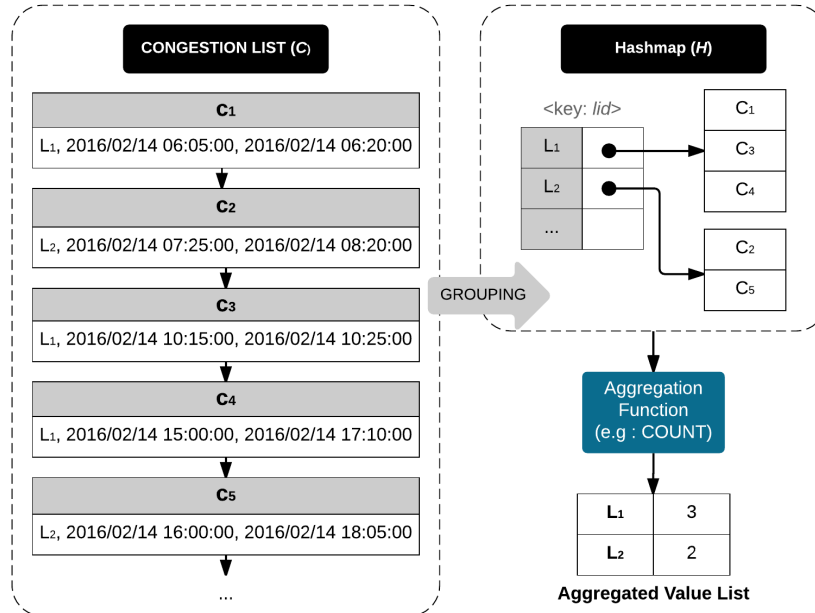 CONGESTION LIST (C)
C1
L1, 2016/02/14 06:05:00, 2016/02/14 06:20:00
C2
L2, 2016/02/14 07:25:00, 2016/02/14 08:20:00
C3
L1, 2016/02/14 10:15:00, 2016/02/14 10:25:00
C4
L1, 2016/02/14 15:00:00, 2016/02/14 17:10:00
C5
L2, 2016/02/14 16:00:00, 2016/02/14 18:05:00
...
GROUPING
Hashmap (H)
<key: lid>
L1
L2
...
C1
C3
C4
C2
C5
Aggregation
Function
(e.g : COUNT)
L1 3
L2 2
Aggregated Value List